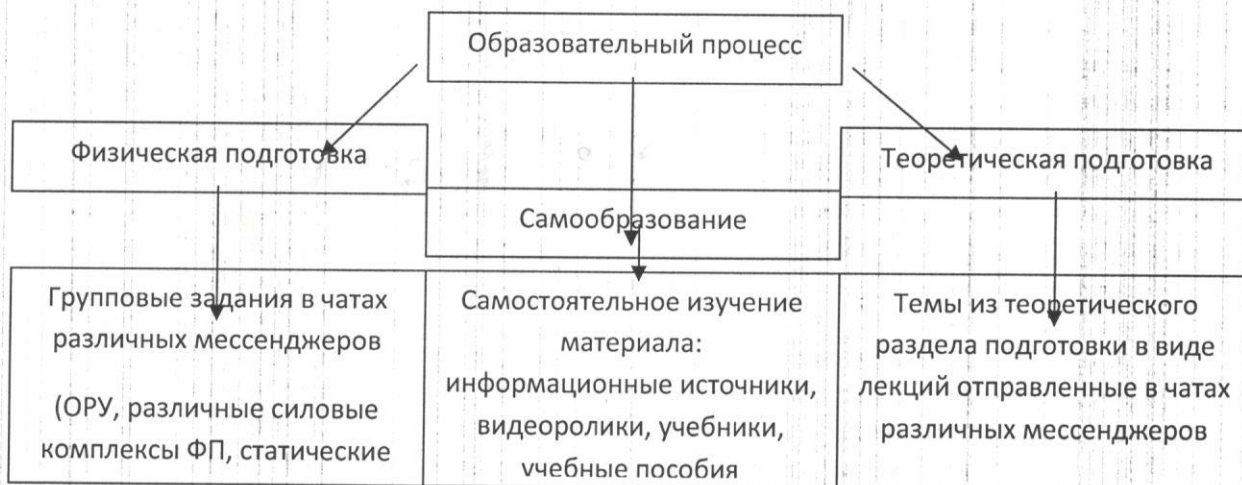 Образовательный процесс
Физическая подготовка
Теоретическая подготовка
Самообразование
Групповые задания в чатах
различных мессенджеров
(ОРУ, различные силовые
комплексы ФП, статические
Самостоятельное изучение
материала:
информационные источники,
видеоролики, учебники,
учебные пособия
Темы из теоретического
раздела подготовки в виде
лекций отправленные в чатах
различных мессенджеров